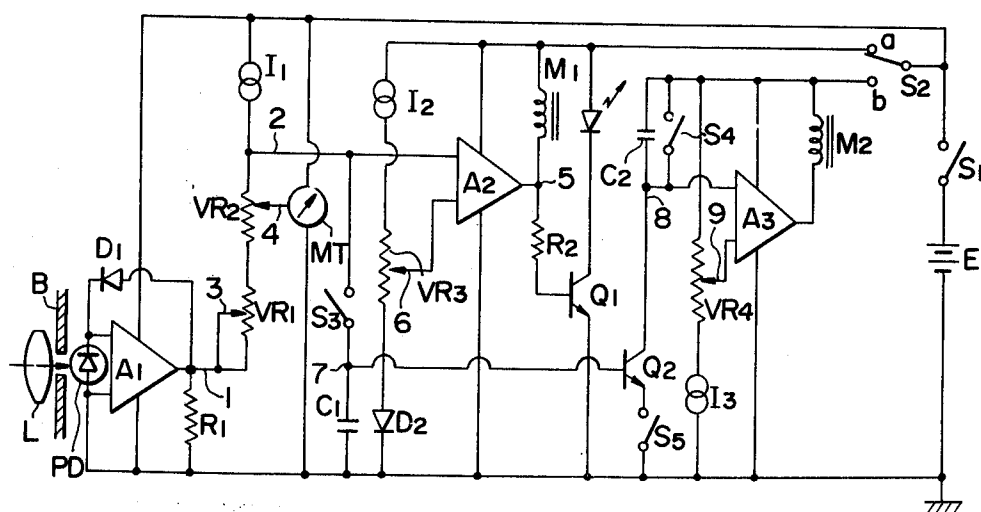 I1
2
VR2
4
MT
D1
B
3
VR1
A1
1
R1
L
PD
I2
S3
7
C1
VR3
6
D2
A2
M1
5
R2
Q1
C2
S4
8
Q2
S5
9
VR4
I3
A3
M2
a
b
S2
S1
E